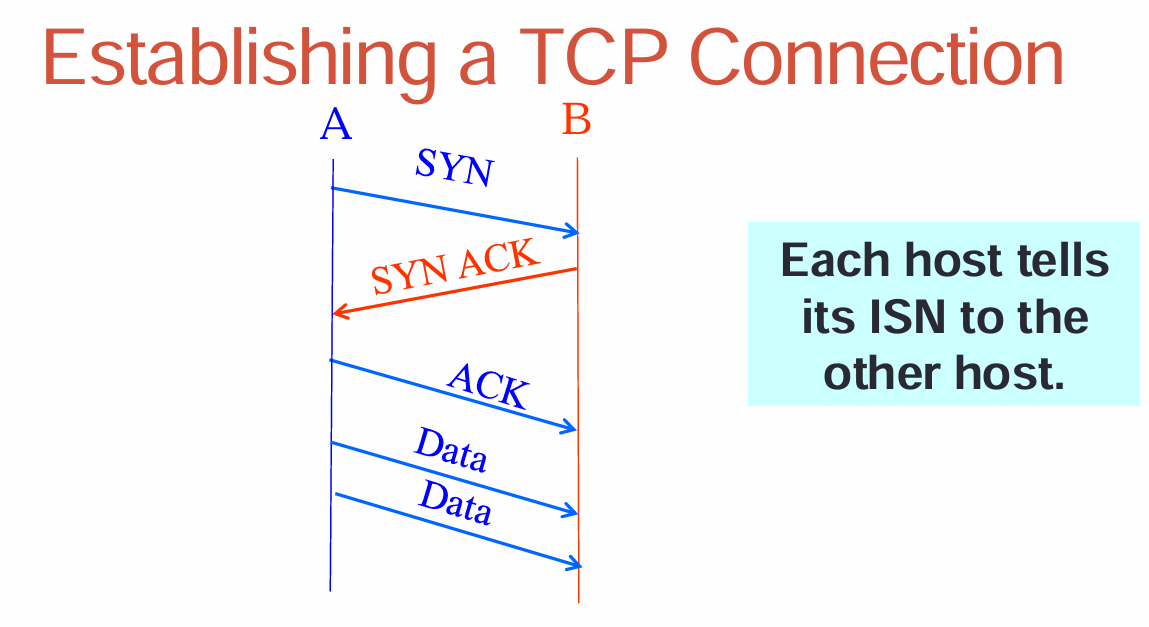 Establishing a TCP Connection
A
B
SYN
SYN ACK
ACK
Data
Data
Each host tells
its ISN to the
other host.